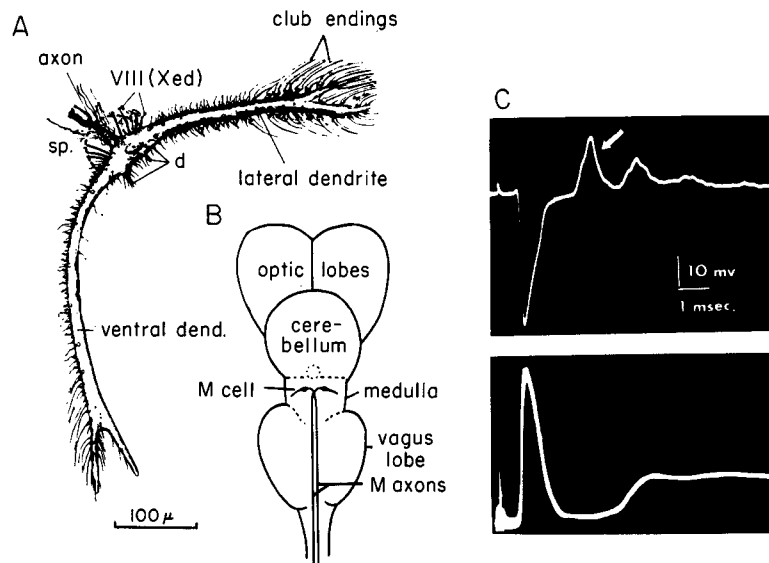 A
club endings
axon
VIII (Xed)
sp.
d
lateral dendrite
ventral dend.
100 μ
B
optic lobes
cere-
bellum
M cell
medulla
vagus
lobe
M axons
C
10 mv
1 msec.